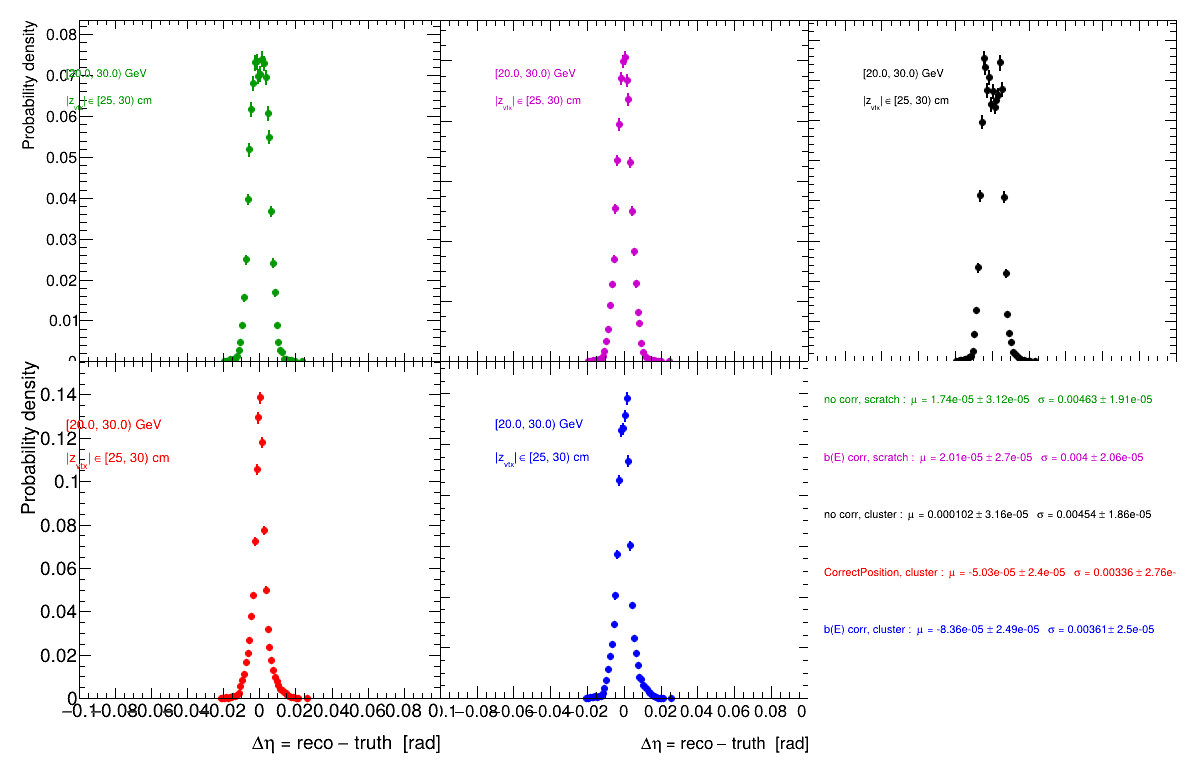 Probability density
0.08
0.07
0.06
0.05
0.04
0.03
0.02
0.01
0
[20.0, 30.0) GeV
|z_vtx| ∈ [25, 30) cm
[20.0, 30.0) GeV
|z_vtx| ∈ [25, 30) cm
[20.0, 30.0) GeV
|z_vtx| ∈ [25, 30) cm
Probability density
0.14
0.12
0.1
0.08
0.06
0.04
0.02
0
[20.0, 30.0) GeV
|z_vtx| ∈ [25, 30) cm
−0.1 −0.08 −0.06 −0.04 −0.02 0 0.02 0.04 0.06 0.08 0.1
Δη = reco − truth [rad]
[20.0, 30.0) GeV
|z_vtx| ∈ [25, 30) cm
−0.08 −0.06 −0.04 −0.02 0 0.02 0.04 0.06 0.08 0
Δη = reco − truth [rad]
no corr, scratch : μ = 1.74e-05 ± 3.12e-05 σ = 0.00463 ± 1.91e-05
b(E) corr, scratch : μ = 2.01e-05 ± 2.7e-05 σ = 0.004 ± 2.06e-05
no corr, cluster : μ = 0.000102 ± 3.16e-05 σ = 0.00454 ± 1.86e-05
CorrectPosition, cluster : μ = -5.03e-05 ± 2.4e-05 σ = 0.00336 ± 2.76e-
b(E) corr, cluster : μ = -8.36e-05 ± 2.49e-05 σ = 0.00361 ± 2.5e-05